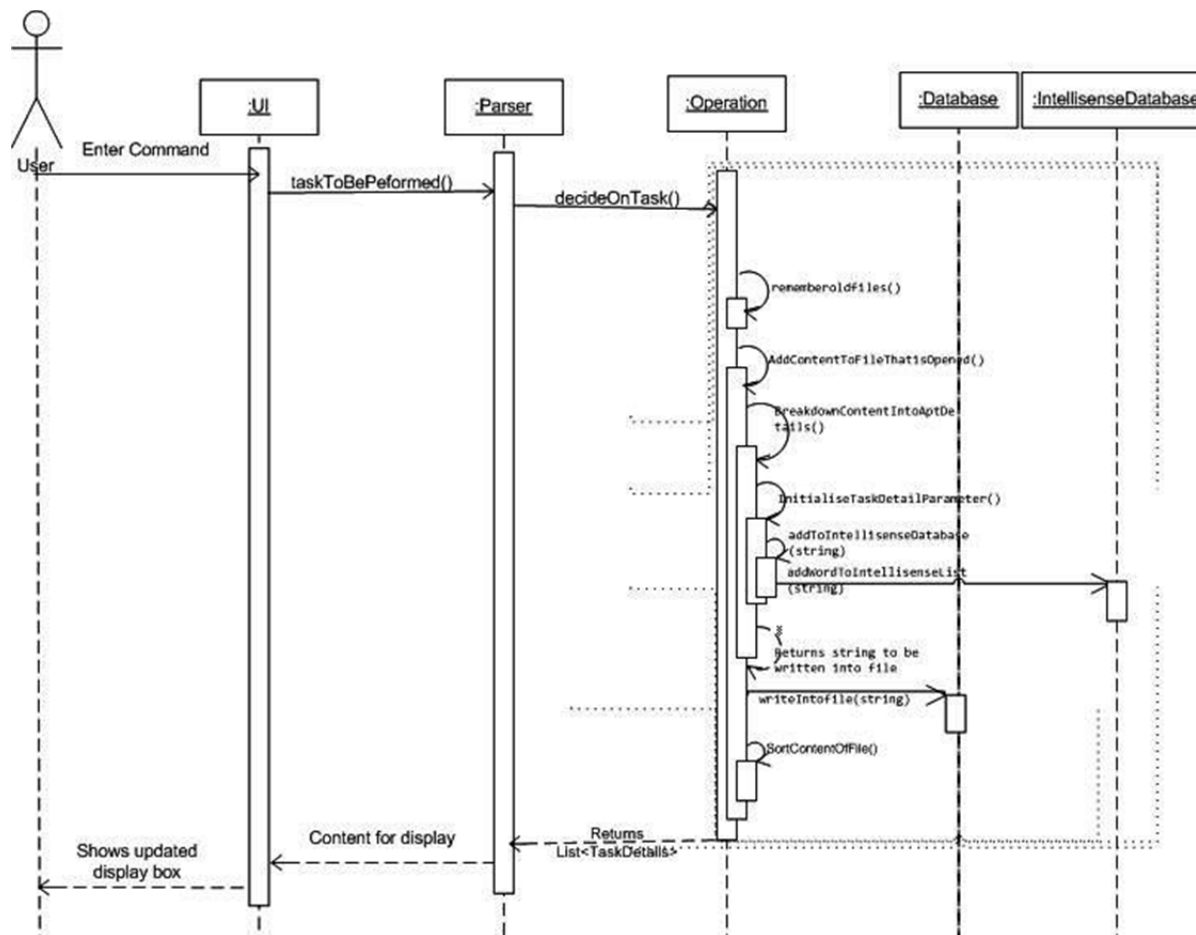 :UI
:Parser
:Operation
:Database
:IntellisenseDatabase
User
Enter Command
taskToBePeformed()
decideOnTask()
rememberoldfiles()
AddContentToFileThatisOpened()
BreakdownContentIntoAptDe
tails()
InitialiseTaskDetailParameter()
addToIntellisenseDatabase
(string)
addWordToIntellisenseList
(string)
Returns string to be
written into file
writeIntofile(string)
SortContentOfFile()
Returns
List<TaskDetails>
Content for display
Shows updated
display box